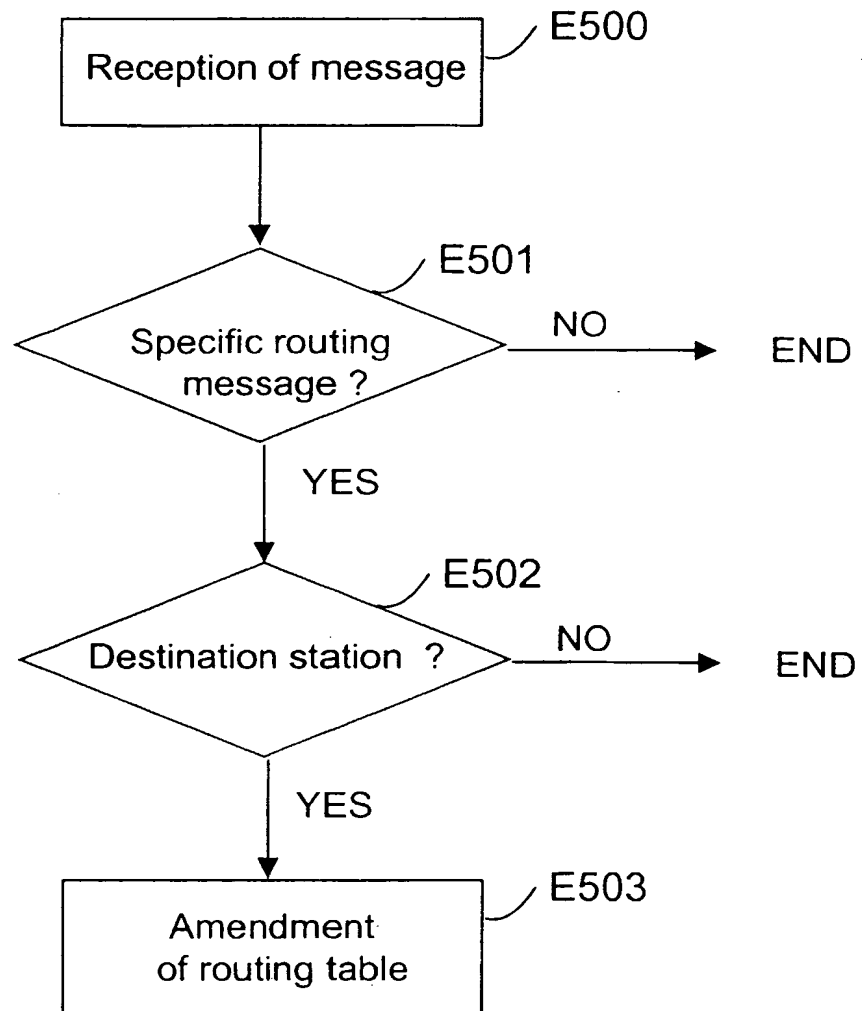 E500
Reception of message
E501
Specific routing
message ?
NO
END
YES
E502
Destination station ?
NO
END
YES
E503
Amendment
of routing table